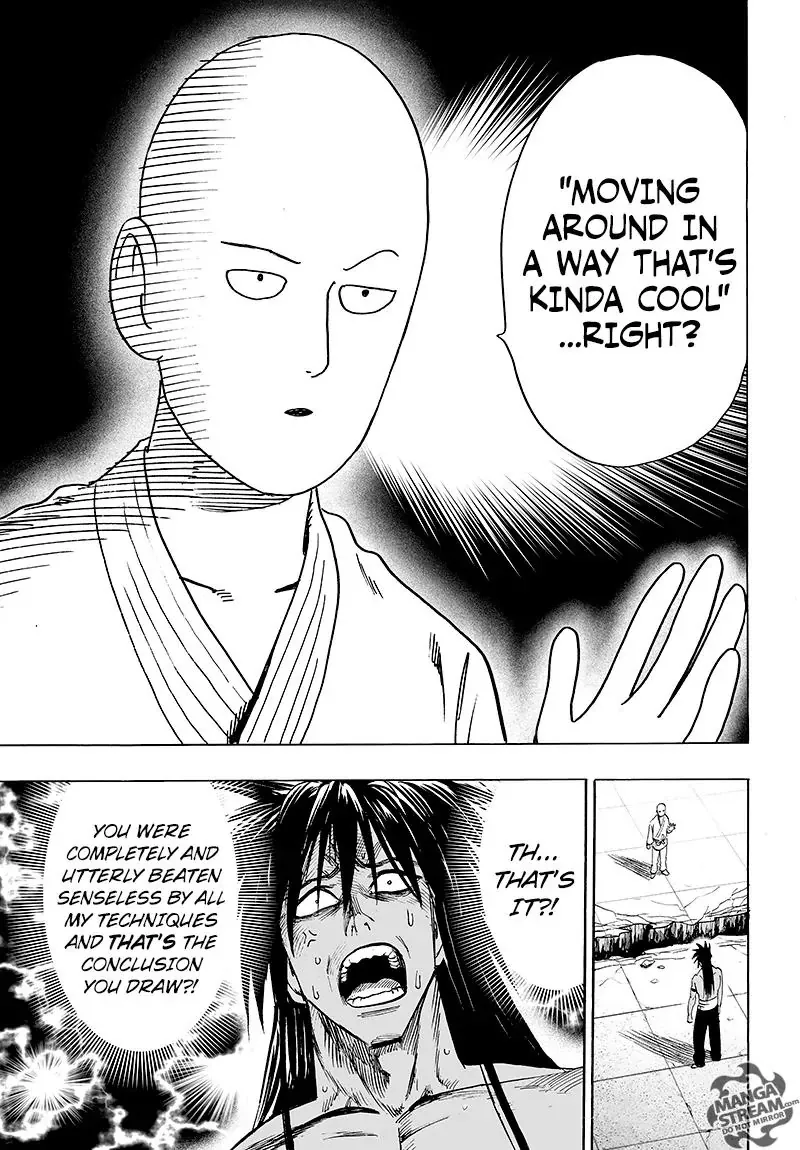 "MOVING
AROUND IN
A WAY THAT'S
KINDA COOL"
...RIGHT?
TH...
THAT'S
IT?!
YOU WERE
COMPLETELY AND
UTTERLY BEATEN
SENSELESS BY ALL
MY TECHNIQUES
AND THAT'S THE
CONCLUSION
YOU DRAW?!
MANGA
STREAM.com
DO NOT MIRROR